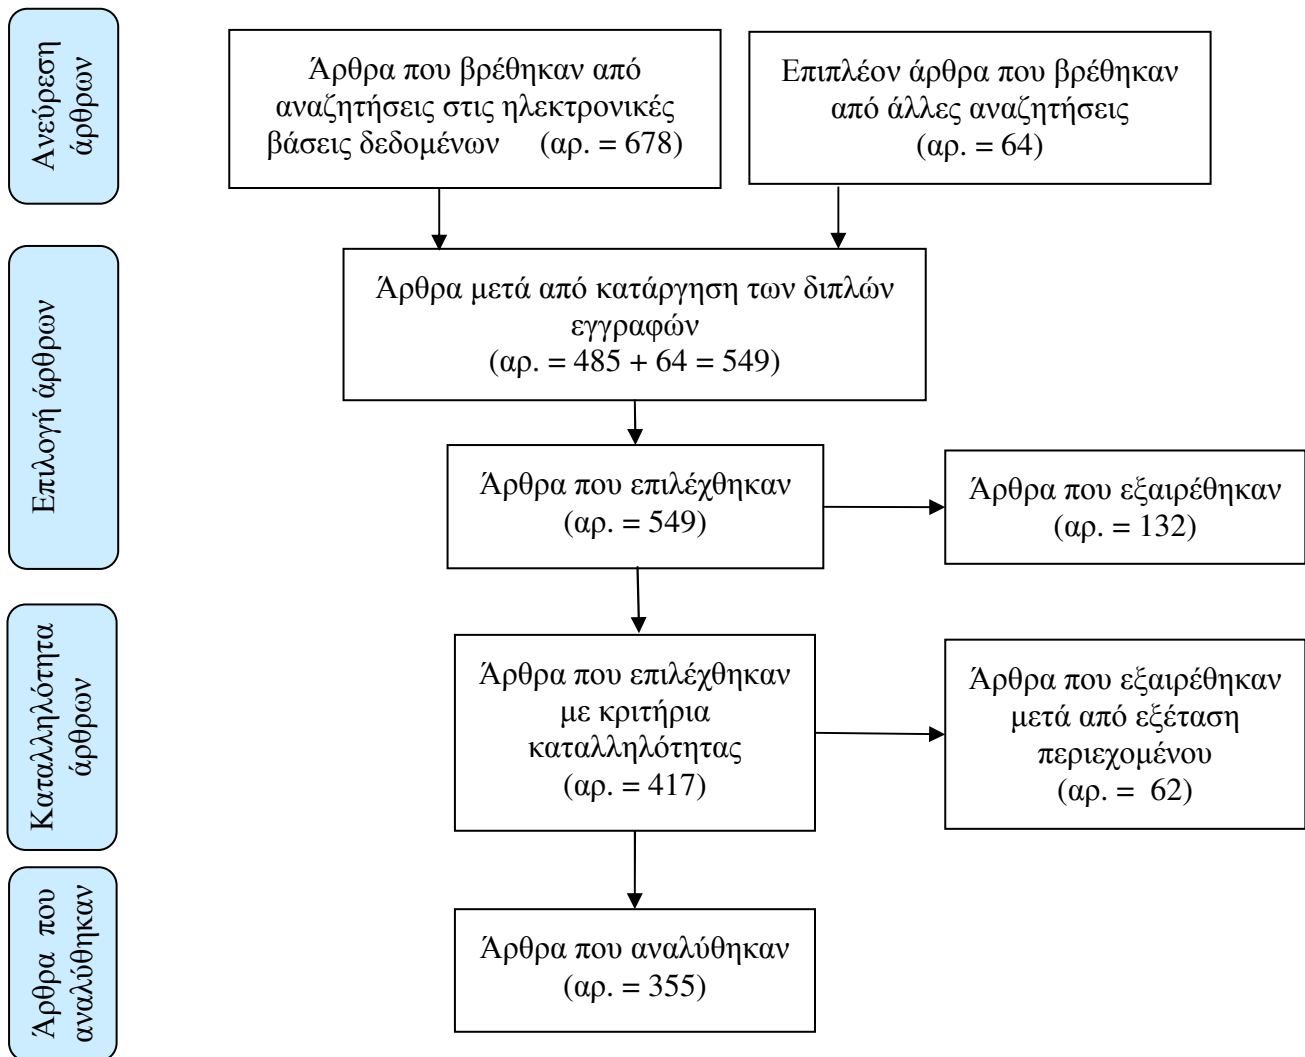 Ανεύρεση
άρθρων
Άρθρα που βρέθηκαν από
αναζητήσεις στις ηλεκτρονικές
βάσεις δεδομένων (αρ. = 678)
Επιπλέον άρθρα που βρέθηκαν
από άλλες αναζητήσεις
(αρ. = 64)
Επιλογή άρθρων
Άρθρα μετά από κατάργηση των διπλών
εγγραφών
(αρ. = 485 + 64 = 549)
Άρθρα που επιλέχθηκαν
(αρ. = 549)
Άρθρα που εξαιρέθηκαν
(αρ. = 132)
Καταλληλότητα
άρθρων
Άρθρα που επιλέχθηκαν
με κριτήρια
καταλληλότητας
(αρ. = 417)
Άρθρα που εξαιρέθηκαν
μετά από εξέταση
περιεχομένου
(αρ. = 62)
Άρθρα που
αναλύθηκαν
Άρθρα που αναλύθηκαν
(αρ. = 355)